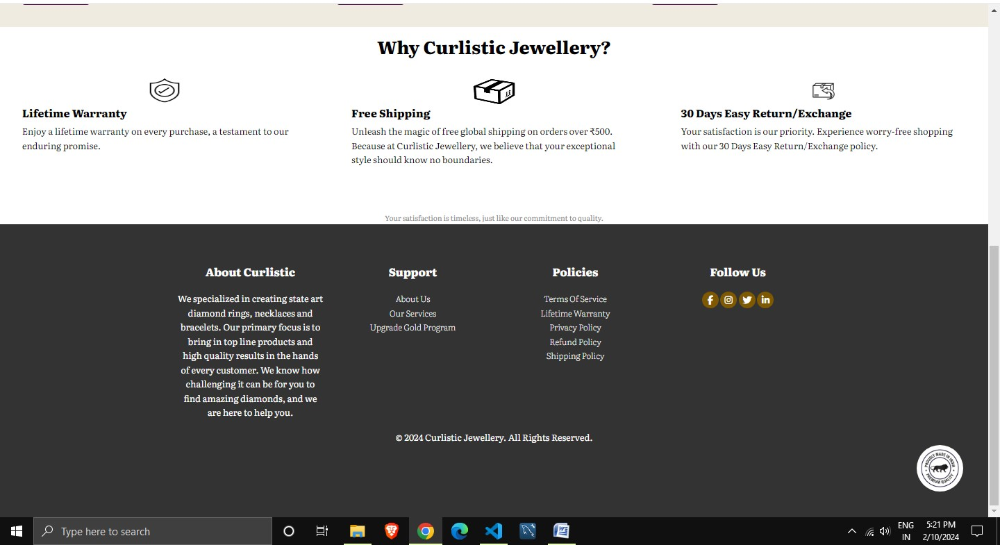 Why Curlistic Jewellery?
Lifetime Warranty
Enjoy a lifetime warranty on every purchase, a testament to our
enduring promise.
Free Shipping
Unleash the magic of free global shipping on orders over ₹500.
Because at Curlistic Jewellery, we believe that your exceptional
style should know no boundaries.
30 Days Easy Return/Exchange
Your satisfaction is our priority. Experience worry-free shopping
with our 30 Days Easy Return/Exchange policy.
Your satisfaction is timeless, just like our commitment to quality.
About Curlistic
We specialized in creating state art
diamond rings, necklaces and
bracelets. Our primary focus is to
bring in top line products and
high quality results in the hands
of every customer. We know how
challenging it can be for you to
find amazing diamonds, and we
are here to help you.
Support
About Us
Our Services
Upgrade Gold Program
Policies
Terms Of Service
Lifetime Warranty
Privacy Policy
Refund Policy
Shipping Policy
Follow Us
© 2024 Curlistic Jewellery. All Rights Reserved.
PROUDLY MADE IN INDIA
PREMIUM QUALITY
Type here to search
ENG
IN
5:21 PM
2/10/2024